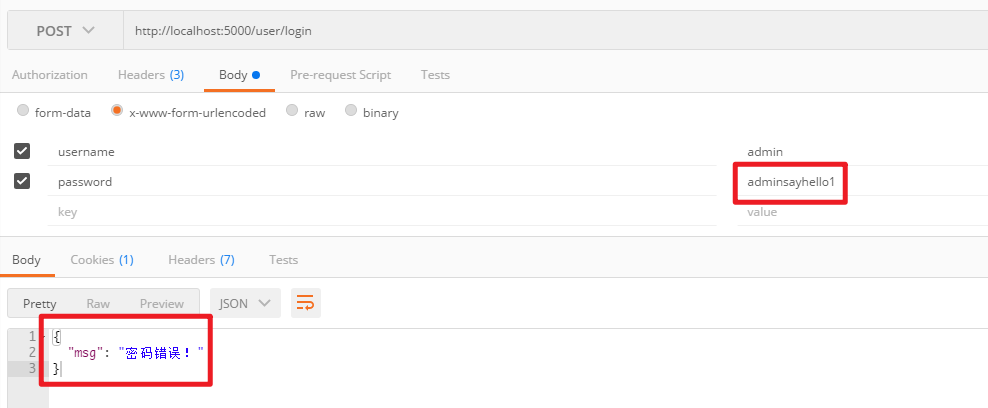 POST http://localhost:5000/user/login
Authorization Headers (3) Body Pre-request Script Tests
form-data x-www-form-urlencoded raw binary
username admin
password adminsayhello1
key value
Body Cookies (1) Headers (7) Tests
Pretty Raw Preview JSON
1 {
2 "msg": "密码错误！"
3 }